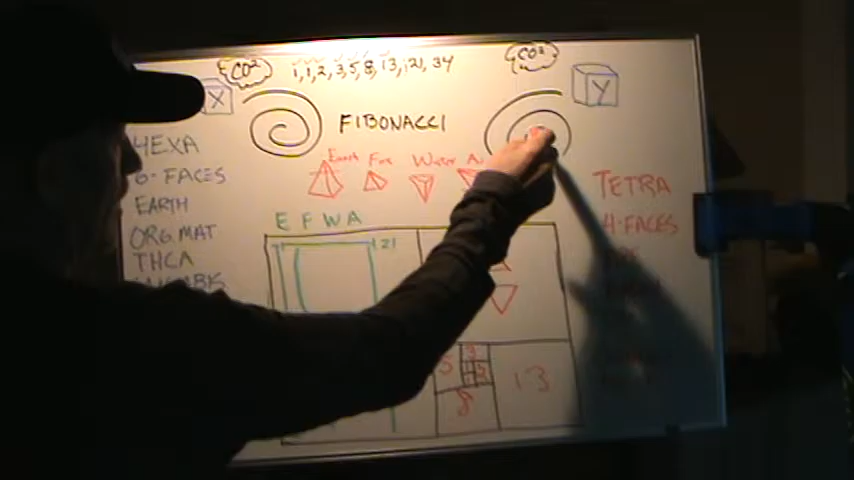 CO² 1,1,2,3,5,8,13,21,34 CO²
X Y
FIBONACCI
HEXA
6-FACES
EARTH
ORG.MAT
THCA
Earth Fire Water
TETRA
4-FACES
E F W A
21
5 3
8
13